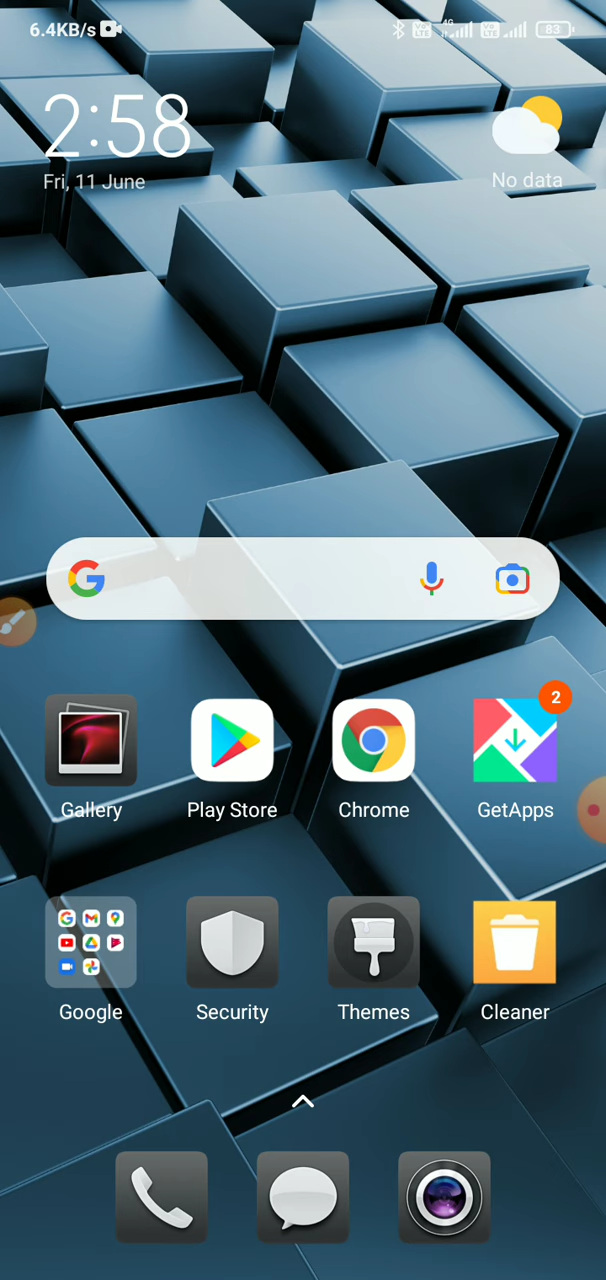 6.4KB/s 4G 83
2:58
Fri, 11 June
No data
2
Gallery Play Store Chrome GetApps
Google Security Themes Cleaner